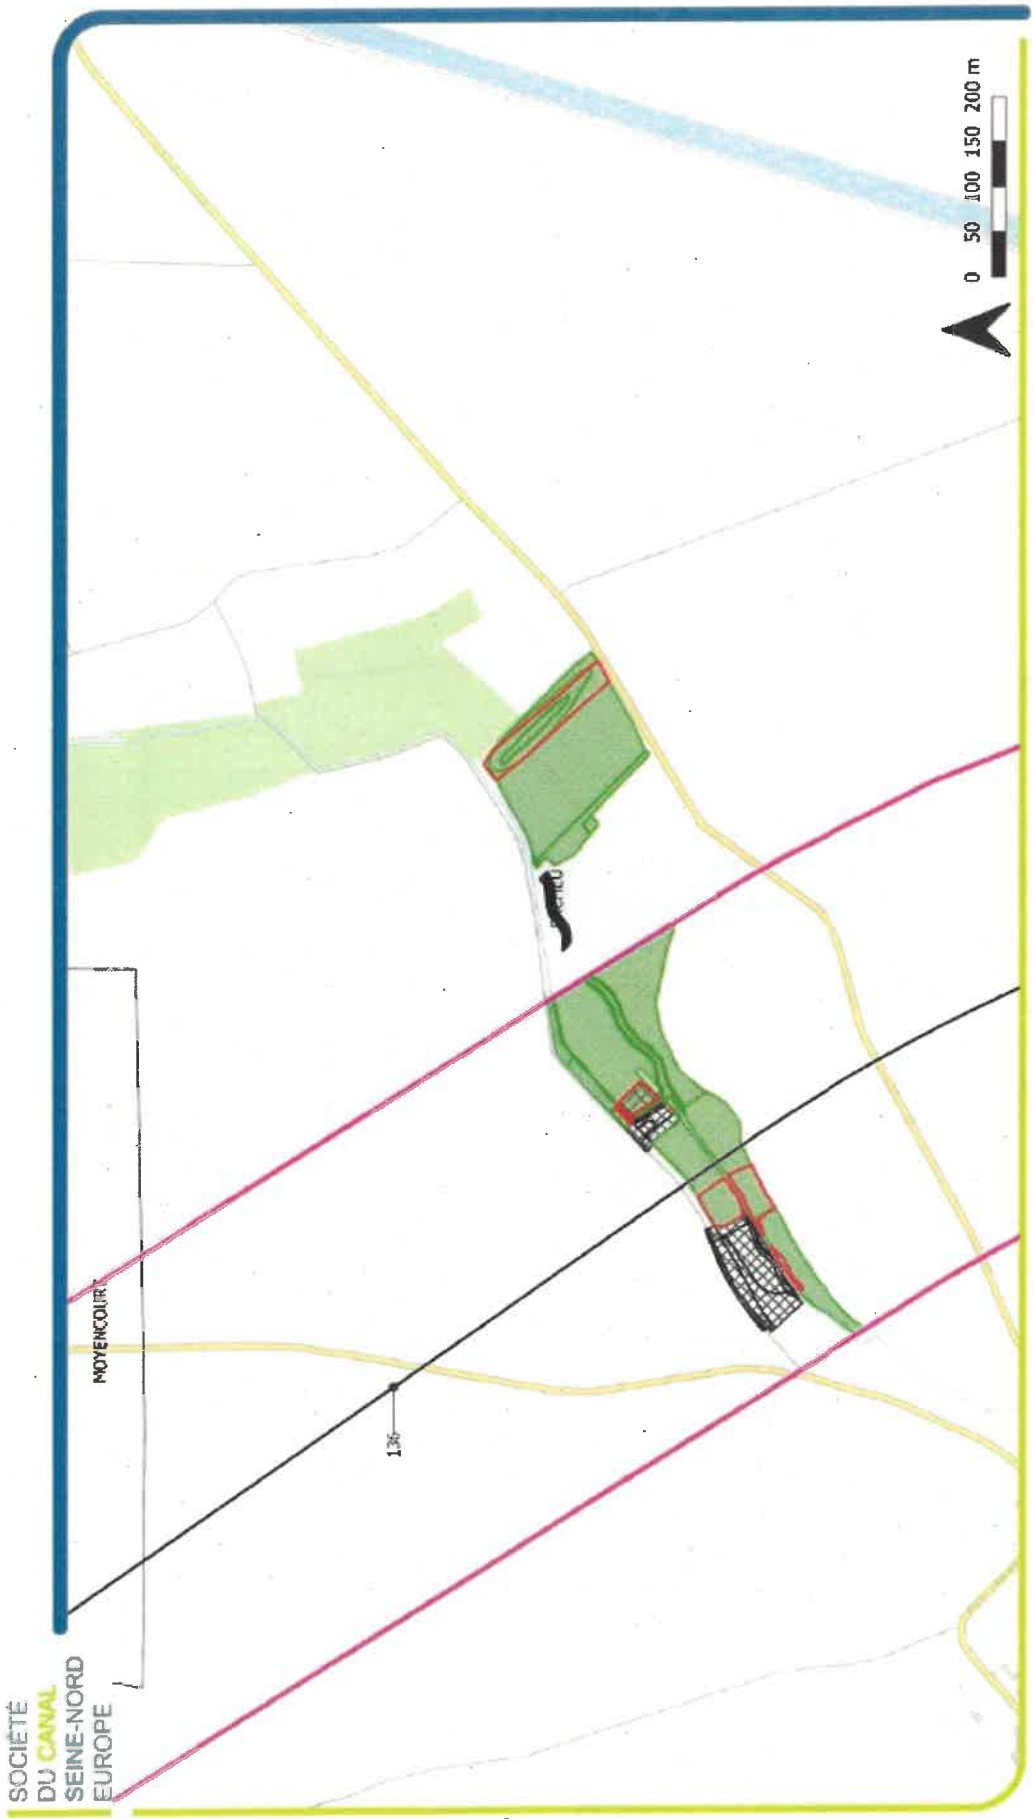 SOCIÉTÉ
DU CANAL
SEINE-NORD
EUROPE
MOYENCOURT
136
0 50 100 150 200 m